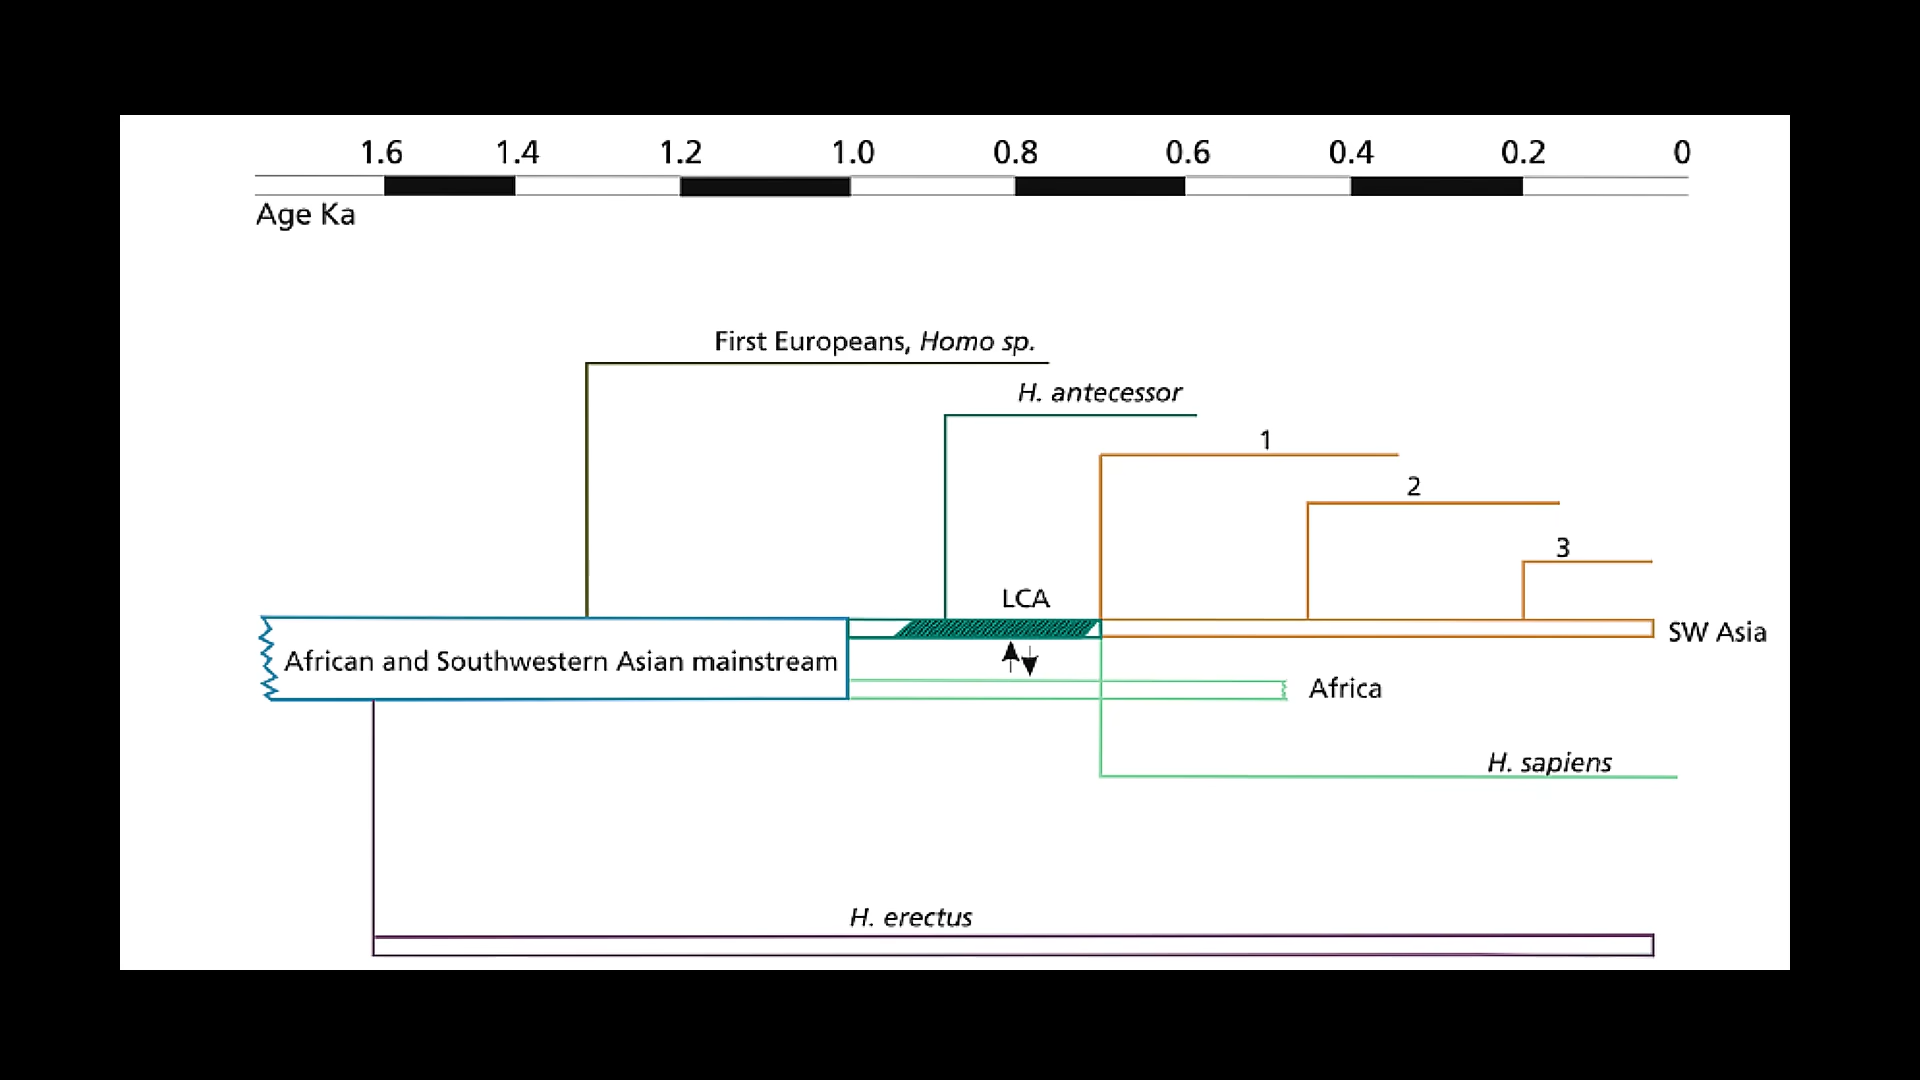 1.6 1.4 1.2 1.0 0.8 0.6 0.4 0.2 0
Age Ka
First Europeans, Homo sp.
H. antecessor
1
2
3
LCA
SW Asia
African and Southwestern Asian mainstream
Africa
H. sapiens
H. erectus